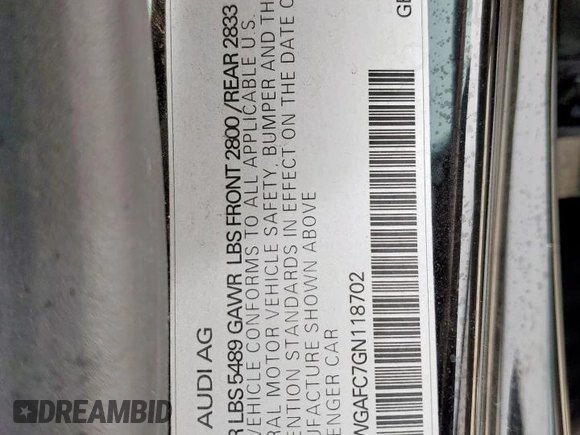 AUDI AG
R LBS 5489 GAWR LBS FRONT 2800 /REAR 2833
VEHICLE CONFORMS TO ALL APPLICABLE U.S.
RAL MOTOR VEHICLE SAFETY, BUMPER AND TH
ENTION STANDARDS IN EFFECT ON THE DATE O
UFACTURE SHOWN ABOVE
ENGER CAR
WGAFC7GN118702
GE
DREAMBID